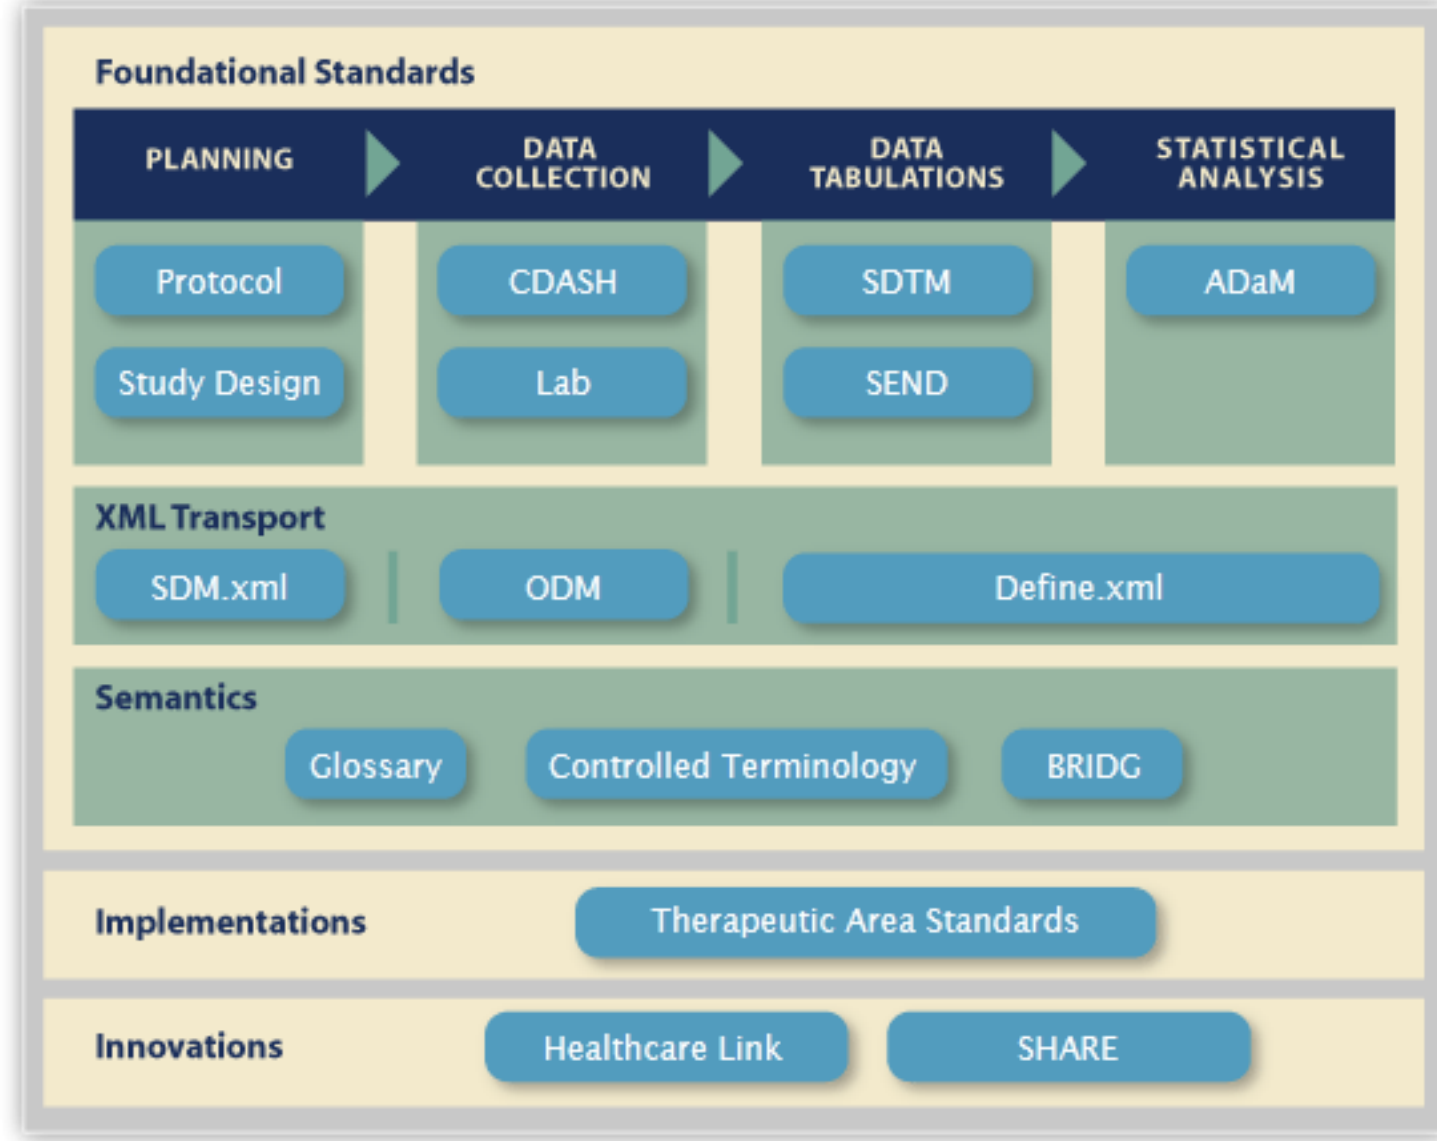 Foundational Standards
PLANNING
DATA
COLLECTION
DATA
TABULATIONS
STATISTICAL
ANALYSIS
Protocol
CDASH
SDTM
ADaM
Study Design
Lab
SEND
XML Transport
SDM.xml
ODM
Define.xml
Semantics
Glossary
Controlled Terminology
BRIDG
Implementations
Therapeutic Area Standards
Innovations
Healthcare Link
SHARE